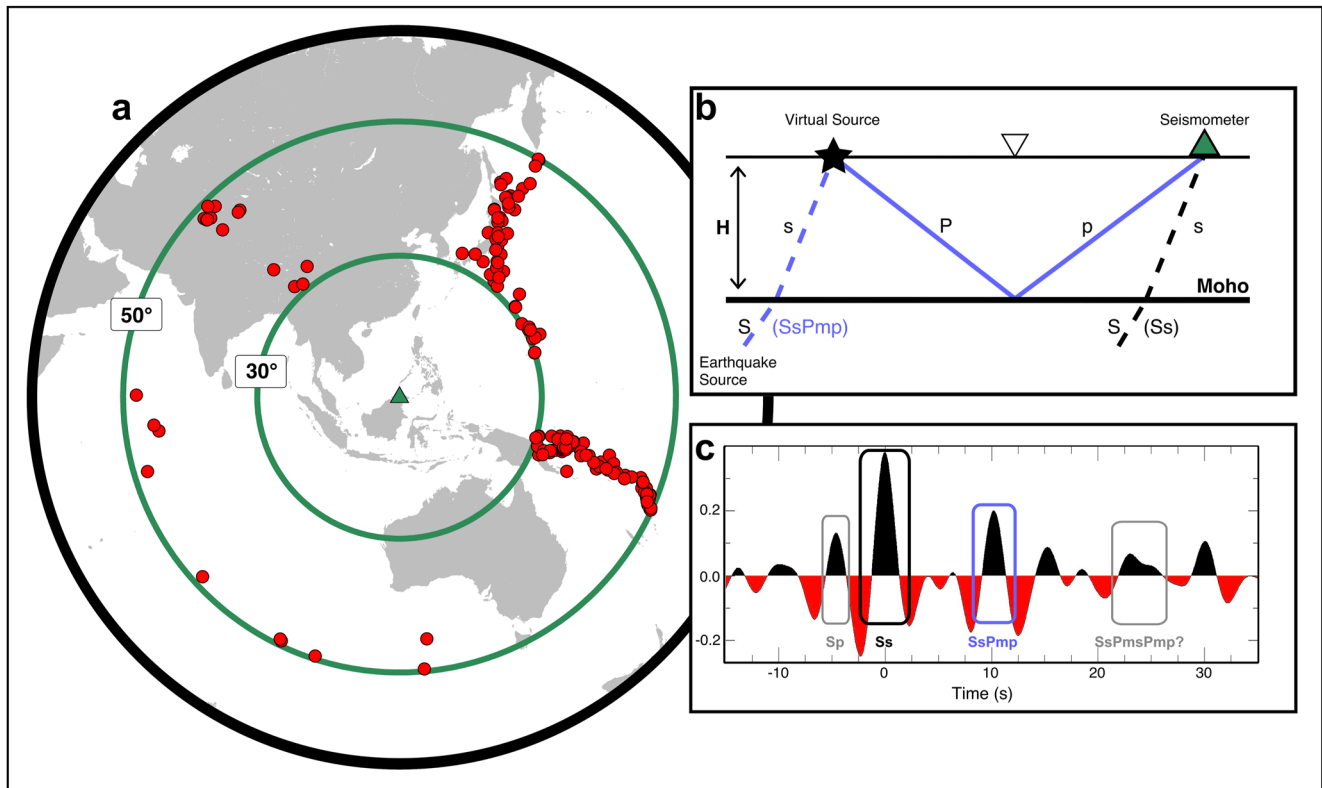 a
50°
30°
b
Virtual Source
Seismometer
H
s
P
p
s
Moho
S
(SsPmp)
S
(Ss)
Earthquake
Source
c
0.2
0.0
-0.2
Sp
Ss
SsPmp
SsPmsPmp?
-10
0
10
20
30
Time (s)